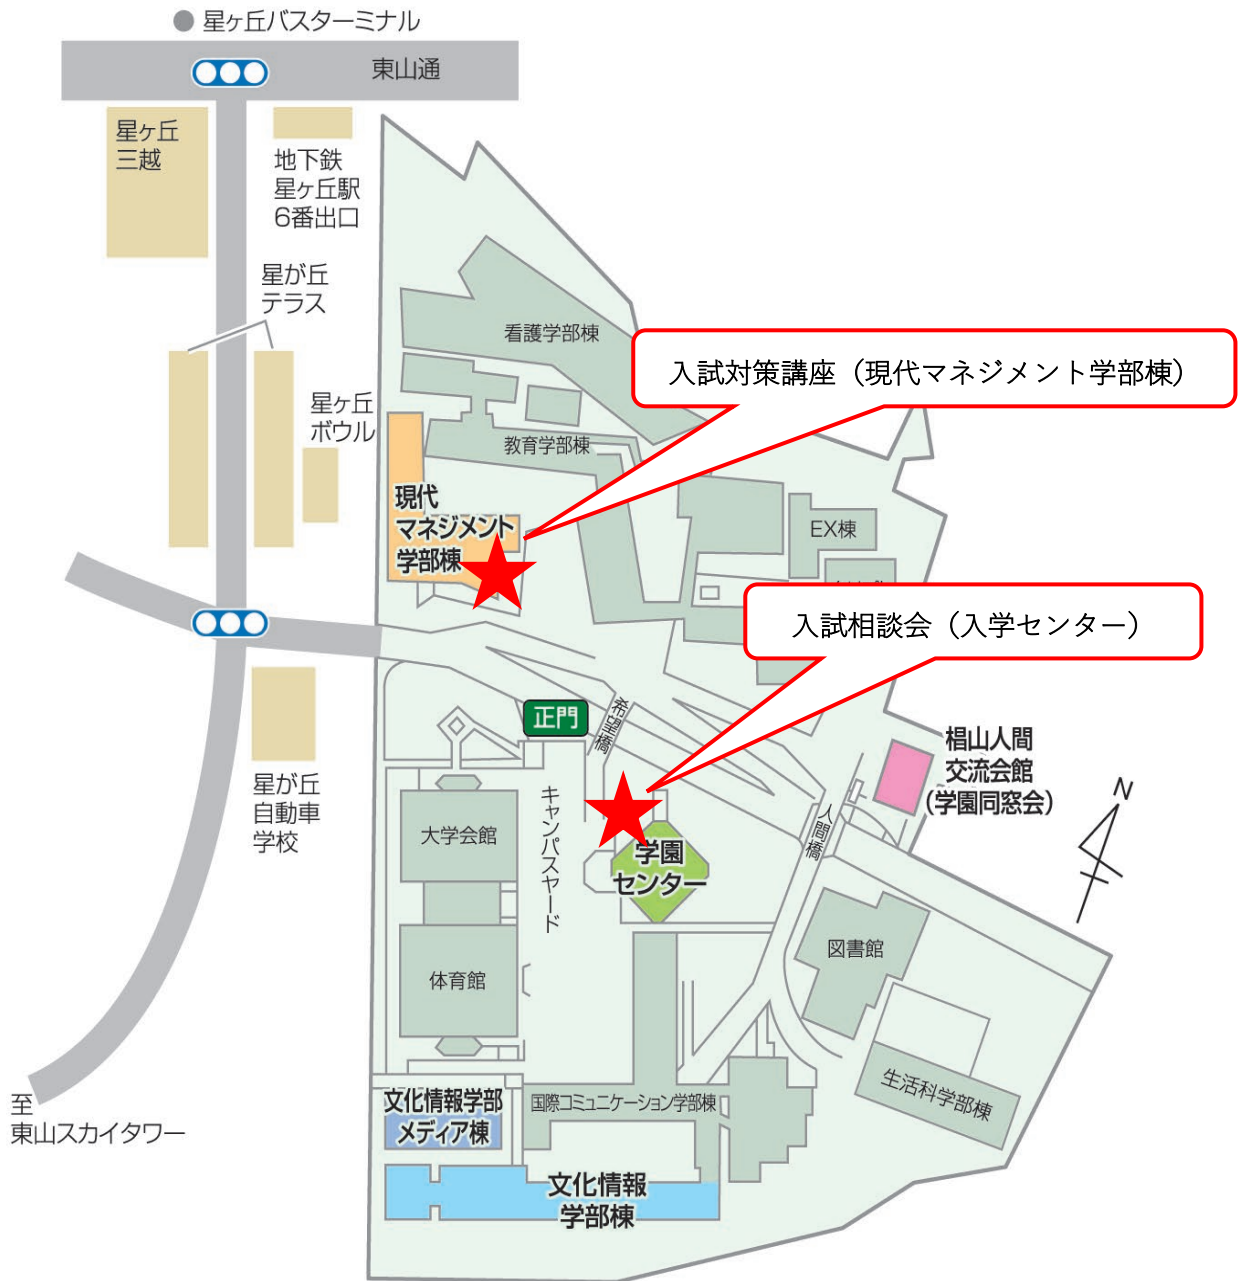 星ヶ丘バスターミナル
東山通
星ヶ丘
三越
地下鉄
星ヶ丘駅
6番出口
星が丘
テラス
看護学部棟
入試対策講座（現代マネジメント学部棟）
星ヶ丘
ボウル
教育学部棟
現代
マネジメント
学部棟
EX棟
入試相談会（入学センター）
正門
希望橋
星が丘
自動車
学校
椙山人間
交流会館
（学園同窓会）
N
キャンパスヤード
大学会館
人間橋
学園
センター
図書館
体育館
生活科学部棟
文化情報学部
メディア棟
国際コミュニケーション学部棟
至
東山スカイタワー
文化情報
学部棟